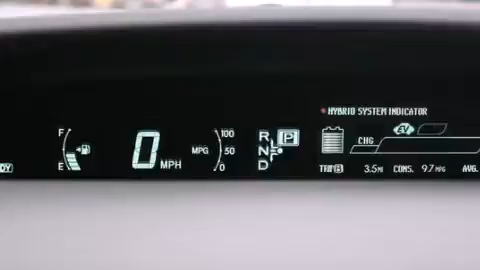 HYBRID SYSTEM INDICATOR
EV
CHG
F
E
0 MPH
MPG
100
50
0
R
N
D
P
TRIP B 3.5 MI CONS. 9.7 MPG AVG.
DY